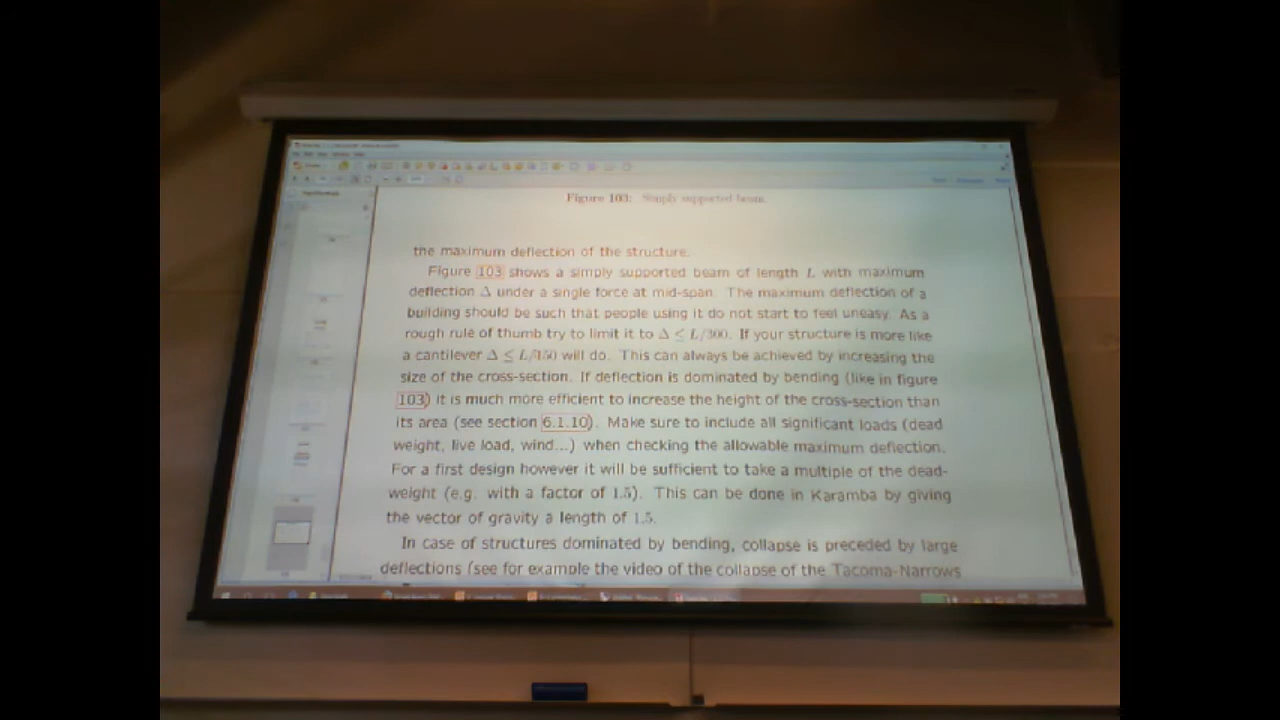 Figure 103: Simply supported beam.
the maximum deflection of the structure.
Figure 103 shows a simply supported beam of length L with maximum
deflection Δ under a single force at mid-span. The maximum deflection of a
building should be such that people using it do not start to feel uneasy. As a
rough rule of thumb try to limit it to Δ ≤ L/300. If your structure is more like
a cantilever Δ ≤ L/150 will do. This can always be achieved by increasing the
size of the cross-section. If deflection is dominated by bending (like in figure
103) it is much more efficient to increase the height of the cross-section than
its area (see section 6.1.10). Make sure to include all significant loads (dead
weight, live load, wind...) when checking the allowable maximum deflection.
For a first design however it will be sufficient to take a multiple of the dead-
weight (e.g. with a factor of 1.5). This can be done in Karamba by giving
the vector of gravity a length of 1.5.
In case of structures dominated by bending, collapse is preceded by large
deflections (see for example the video of the collapse of the Tacoma-Narrows